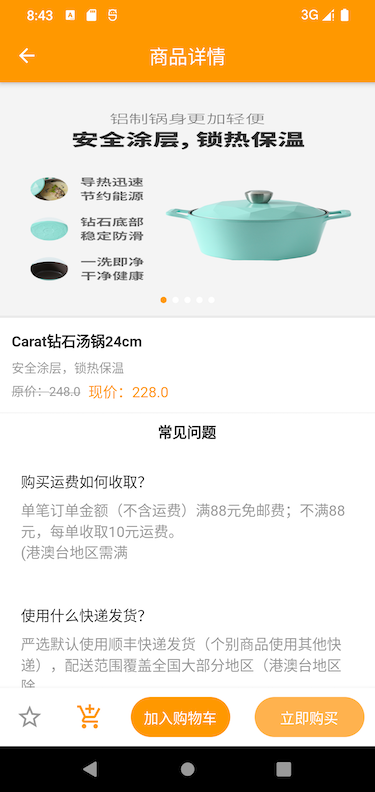 8:43
3G
商品详情
铝制锅身更加轻便
安全涂层，锁热保温
导热迅速
节约能源
钻石底部
稳定防滑
一洗即净
干净健康
Carat钻石汤锅24cm
安全涂层，锁热保温
原价：248.0 现价：228.0
常见问题
购买运费如何收取？
单笔订单金额（不含运费）满88元免邮费；不满88
元，每单收取10元运费。
(港澳台地区需满
使用什么快递发货？
严选默认使用顺丰快递发货（个别商品使用其他快
递），配送范围覆盖全国大部分地区（港澳台地区
除
加入购物车
立即购买